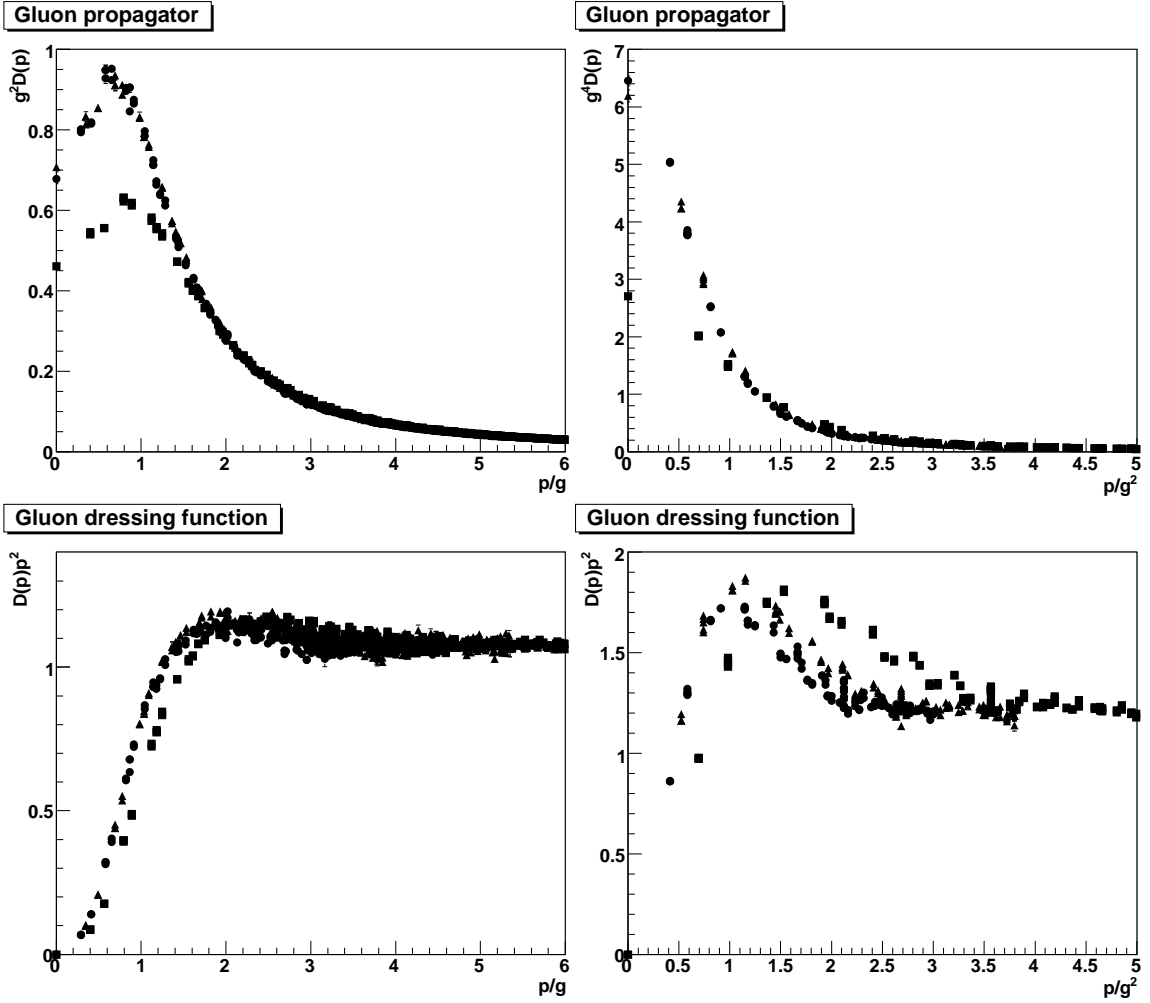 Gluon propagator
g²D(p)
1
0.8
0.6
0.4
0.2
0
0 1 2 3 4 5 6
p/g
Gluon propagator
g⁴D(p)
7
6
5
4
3
2
1
0
0 0.5 1 1.5 2 2.5 3 3.5 4 4.5 5
p/g²
Gluon dressing function
D(p)p²
1
0.5
0
0 1 2 3 4 5 6
p/g
Gluon dressing function
D(p)p²
2
1.5
1
0.5
0
0 0.5 1 1.5 2 2.5 3 3.5 4 4.5 5
p/g²